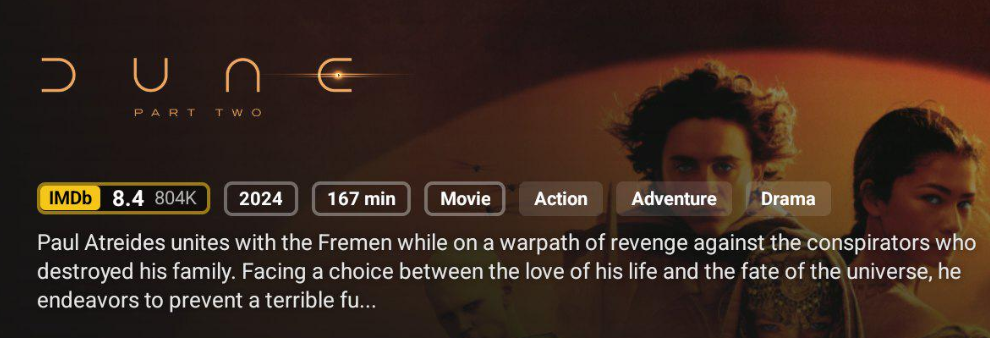 DUNE
PART TWO
IMDb 8.4 804K 2024 167 min Movie Action Adventure Drama
Paul Atreides unites with the Fremen while on a warpath of revenge against the conspirators who
destroyed his family. Facing a choice between the love of his life and the fate of the universe, he
endeavors to prevent a terrible fu...